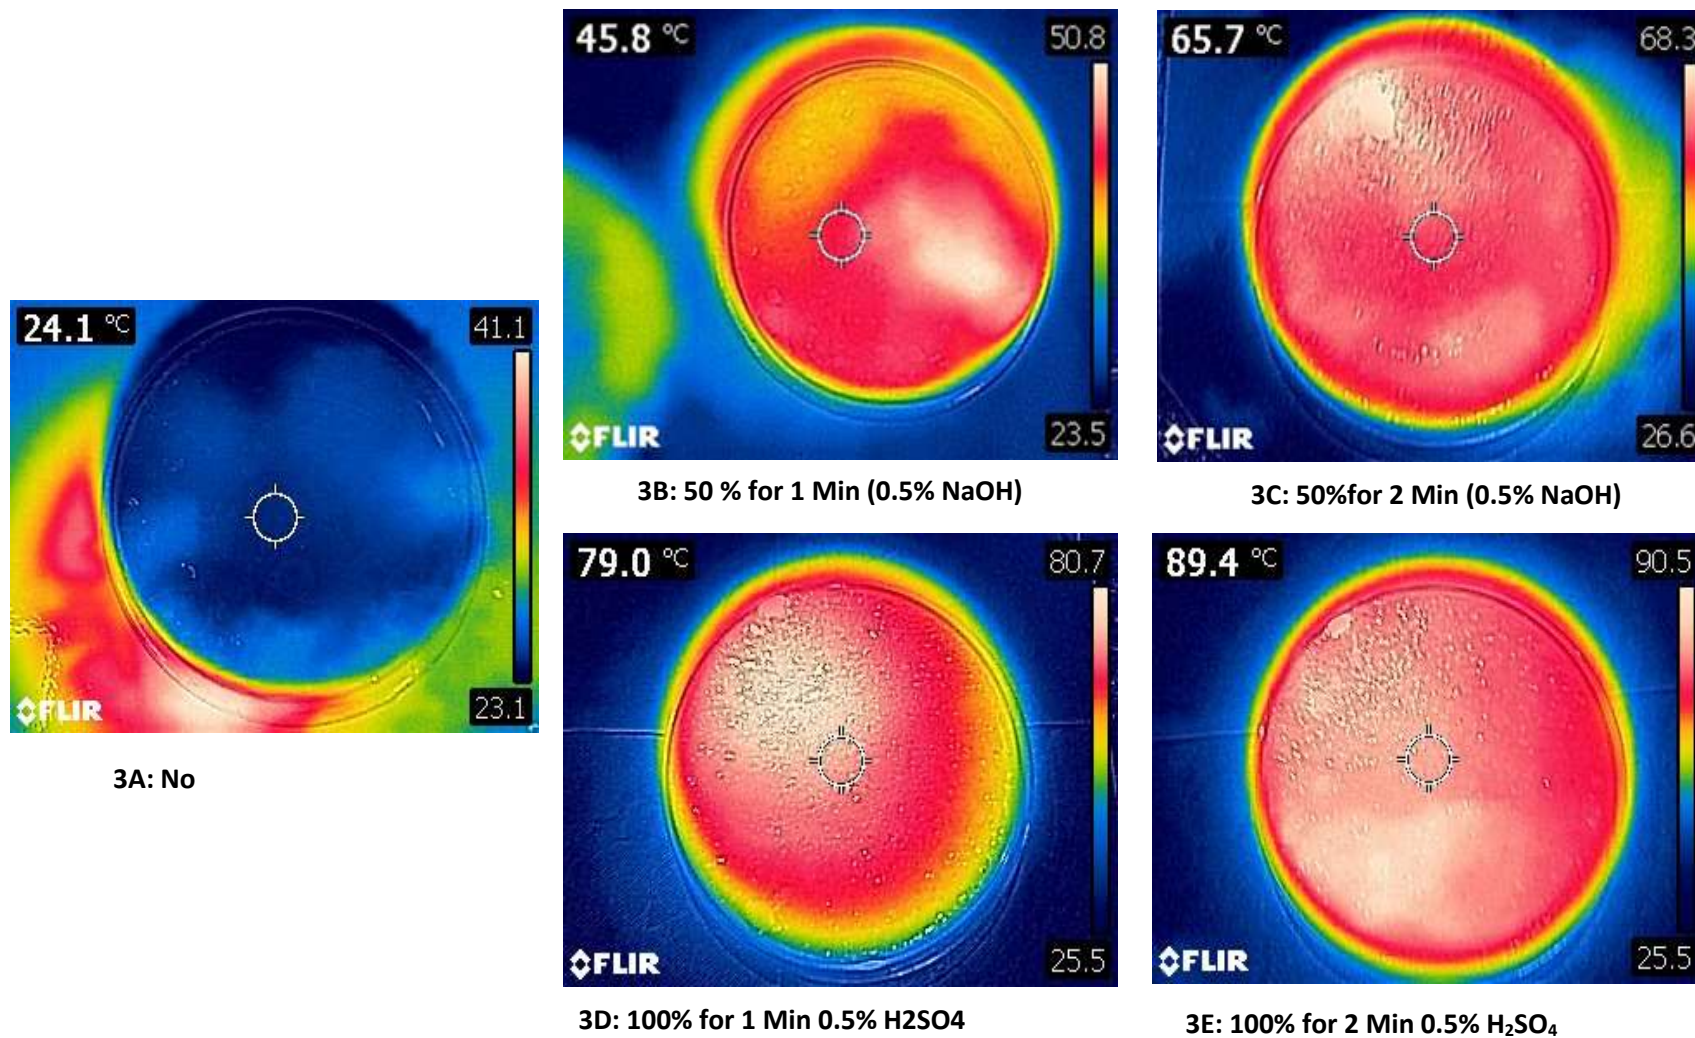 24.1 °C
41.1
FLIR
23.1
3A: No
45.8 °C
50.8
FLIR
23.5
3B: 50 % for 1 Min (0.5% NaOH)
65.7 °C
68.3
FLIR
26.6
3C: 50%for 2 Min (0.5% NaOH)
79.0 °C
80.7
FLIR
25.5
3D: 100% for 1 Min 0.5% H2SO4
89.4 °C
90.5
FLIR
25.5
3E: 100% for 2 Min 0.5% H₂SO₄